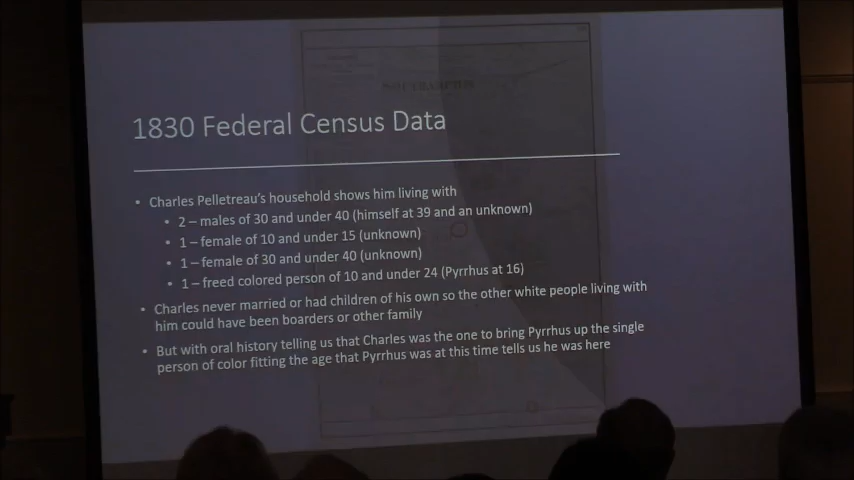 SOUTHAMPTON
1830 Federal Census Data
• Charles Pelletreau's household shows him living with
• 2 – males of 30 and under 40 (himself at 39 and an unknown)
• 1 – female of 10 and under 15 (unknown)
• 1 – female of 30 and under 40 (unknown)
• 1 – freed colored person of 10 and under 24 (Pyrrhus at 16)
• Charles never married or had children of his own so the other white people living with
him could have been boarders or other family
• But with oral history telling us that Charles was the one to bring Pyrrhus up the single
person of color fitting the age that Pyrrhus was at this time tells us he was here